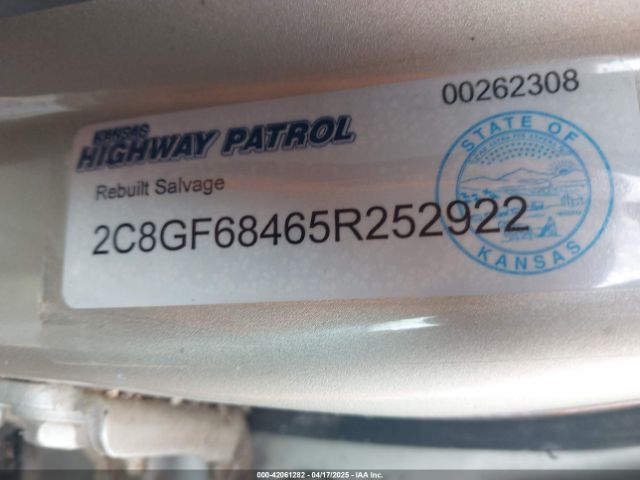 00262308
KANSAS
HIGHWAY PATROL
Rebuilt Salvage
2C8GF68465R252922
STATE OF
KANSAS
000-42061282 | 04/17/2025 | IAA Inc.